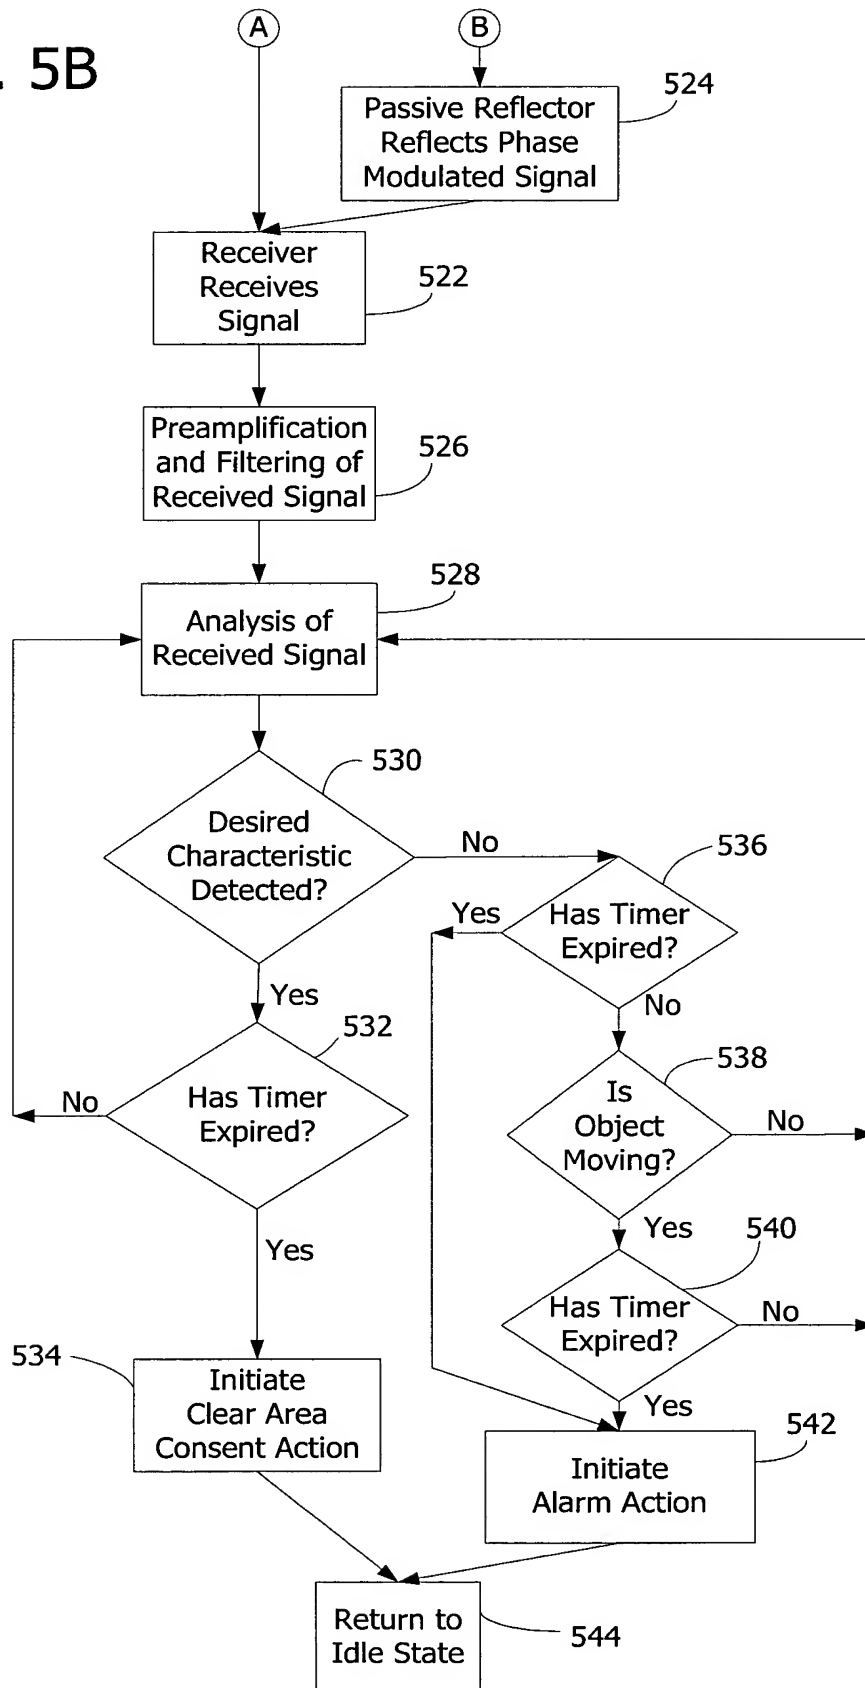 . 5B
A
B
Passive Reflector
Reflects Phase
Modulated Signal
524
Receiver
Receives
Signal
522
Preamplification
and Filtering of
Received Signal
526
Analysis of
Received Signal
528
Desired
Characteristic
Detected?
530
No
Yes
Has Timer
Expired?
536
Yes
No
Has Timer
Expired?
532
No
Yes
Is
Object
Moving?
538
No
Yes
Has Timer
Expired?
540
No
Yes
Initiate
Clear Area
Consent Action
534
Initiate
Alarm Action
542
Return to
Idle State
544